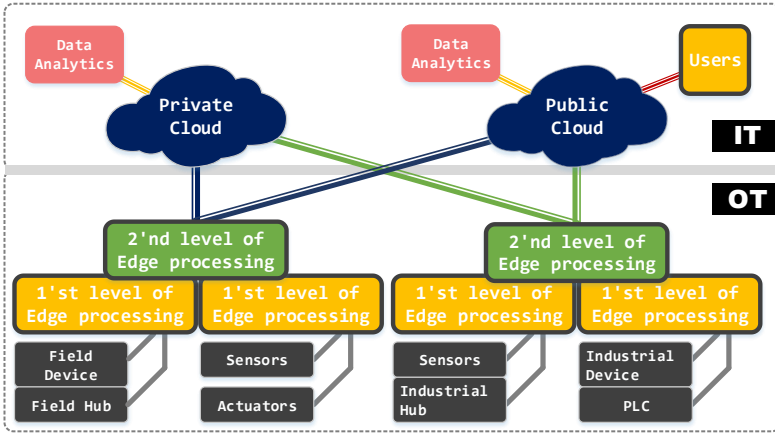 Data
Analytics
Private
Cloud
Data
Analytics
Public
Cloud
Users
IT
OT
2'nd level of
Edge processing
2'nd level of
Edge processing
1'st level of
Edge processing
1'st level of
Edge processing
1'st level of
Edge processing
1'st level of
Edge processing
Field
Device
Field Hub
Sensors
Actuators
Sensors
Industrial
Hub
Industrial
Device
PLC